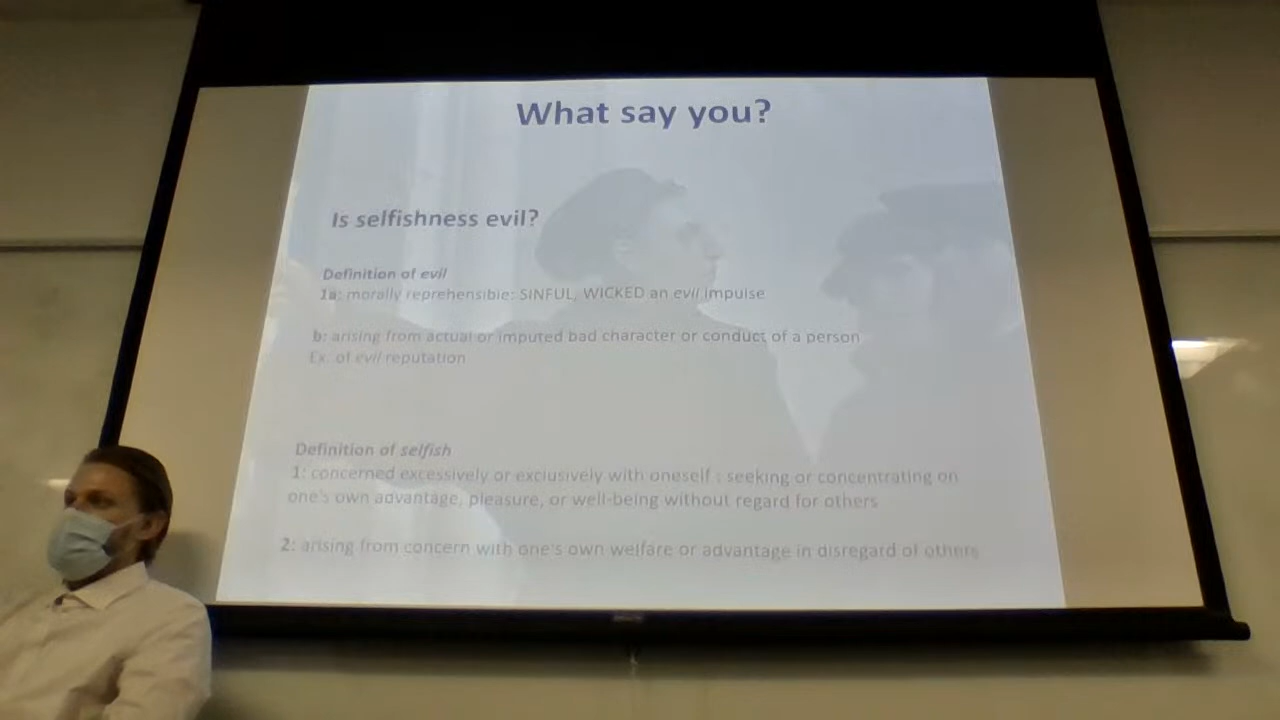 What say you?
Is selfishness evil?
Definition of evil
1a: morally reprehensible: SINFUL, WICKED an evil impulse
b: arising from actual or imputed bad character or conduct of a person
Ex. of evil reputation
Definition of selfish
1: concerned excessively or exclusively with oneself : seeking or concentrating on
one's own advantage, pleasure, or well-being without regard for others
2: arising from concern with one's own welfare or advantage in disregard of others